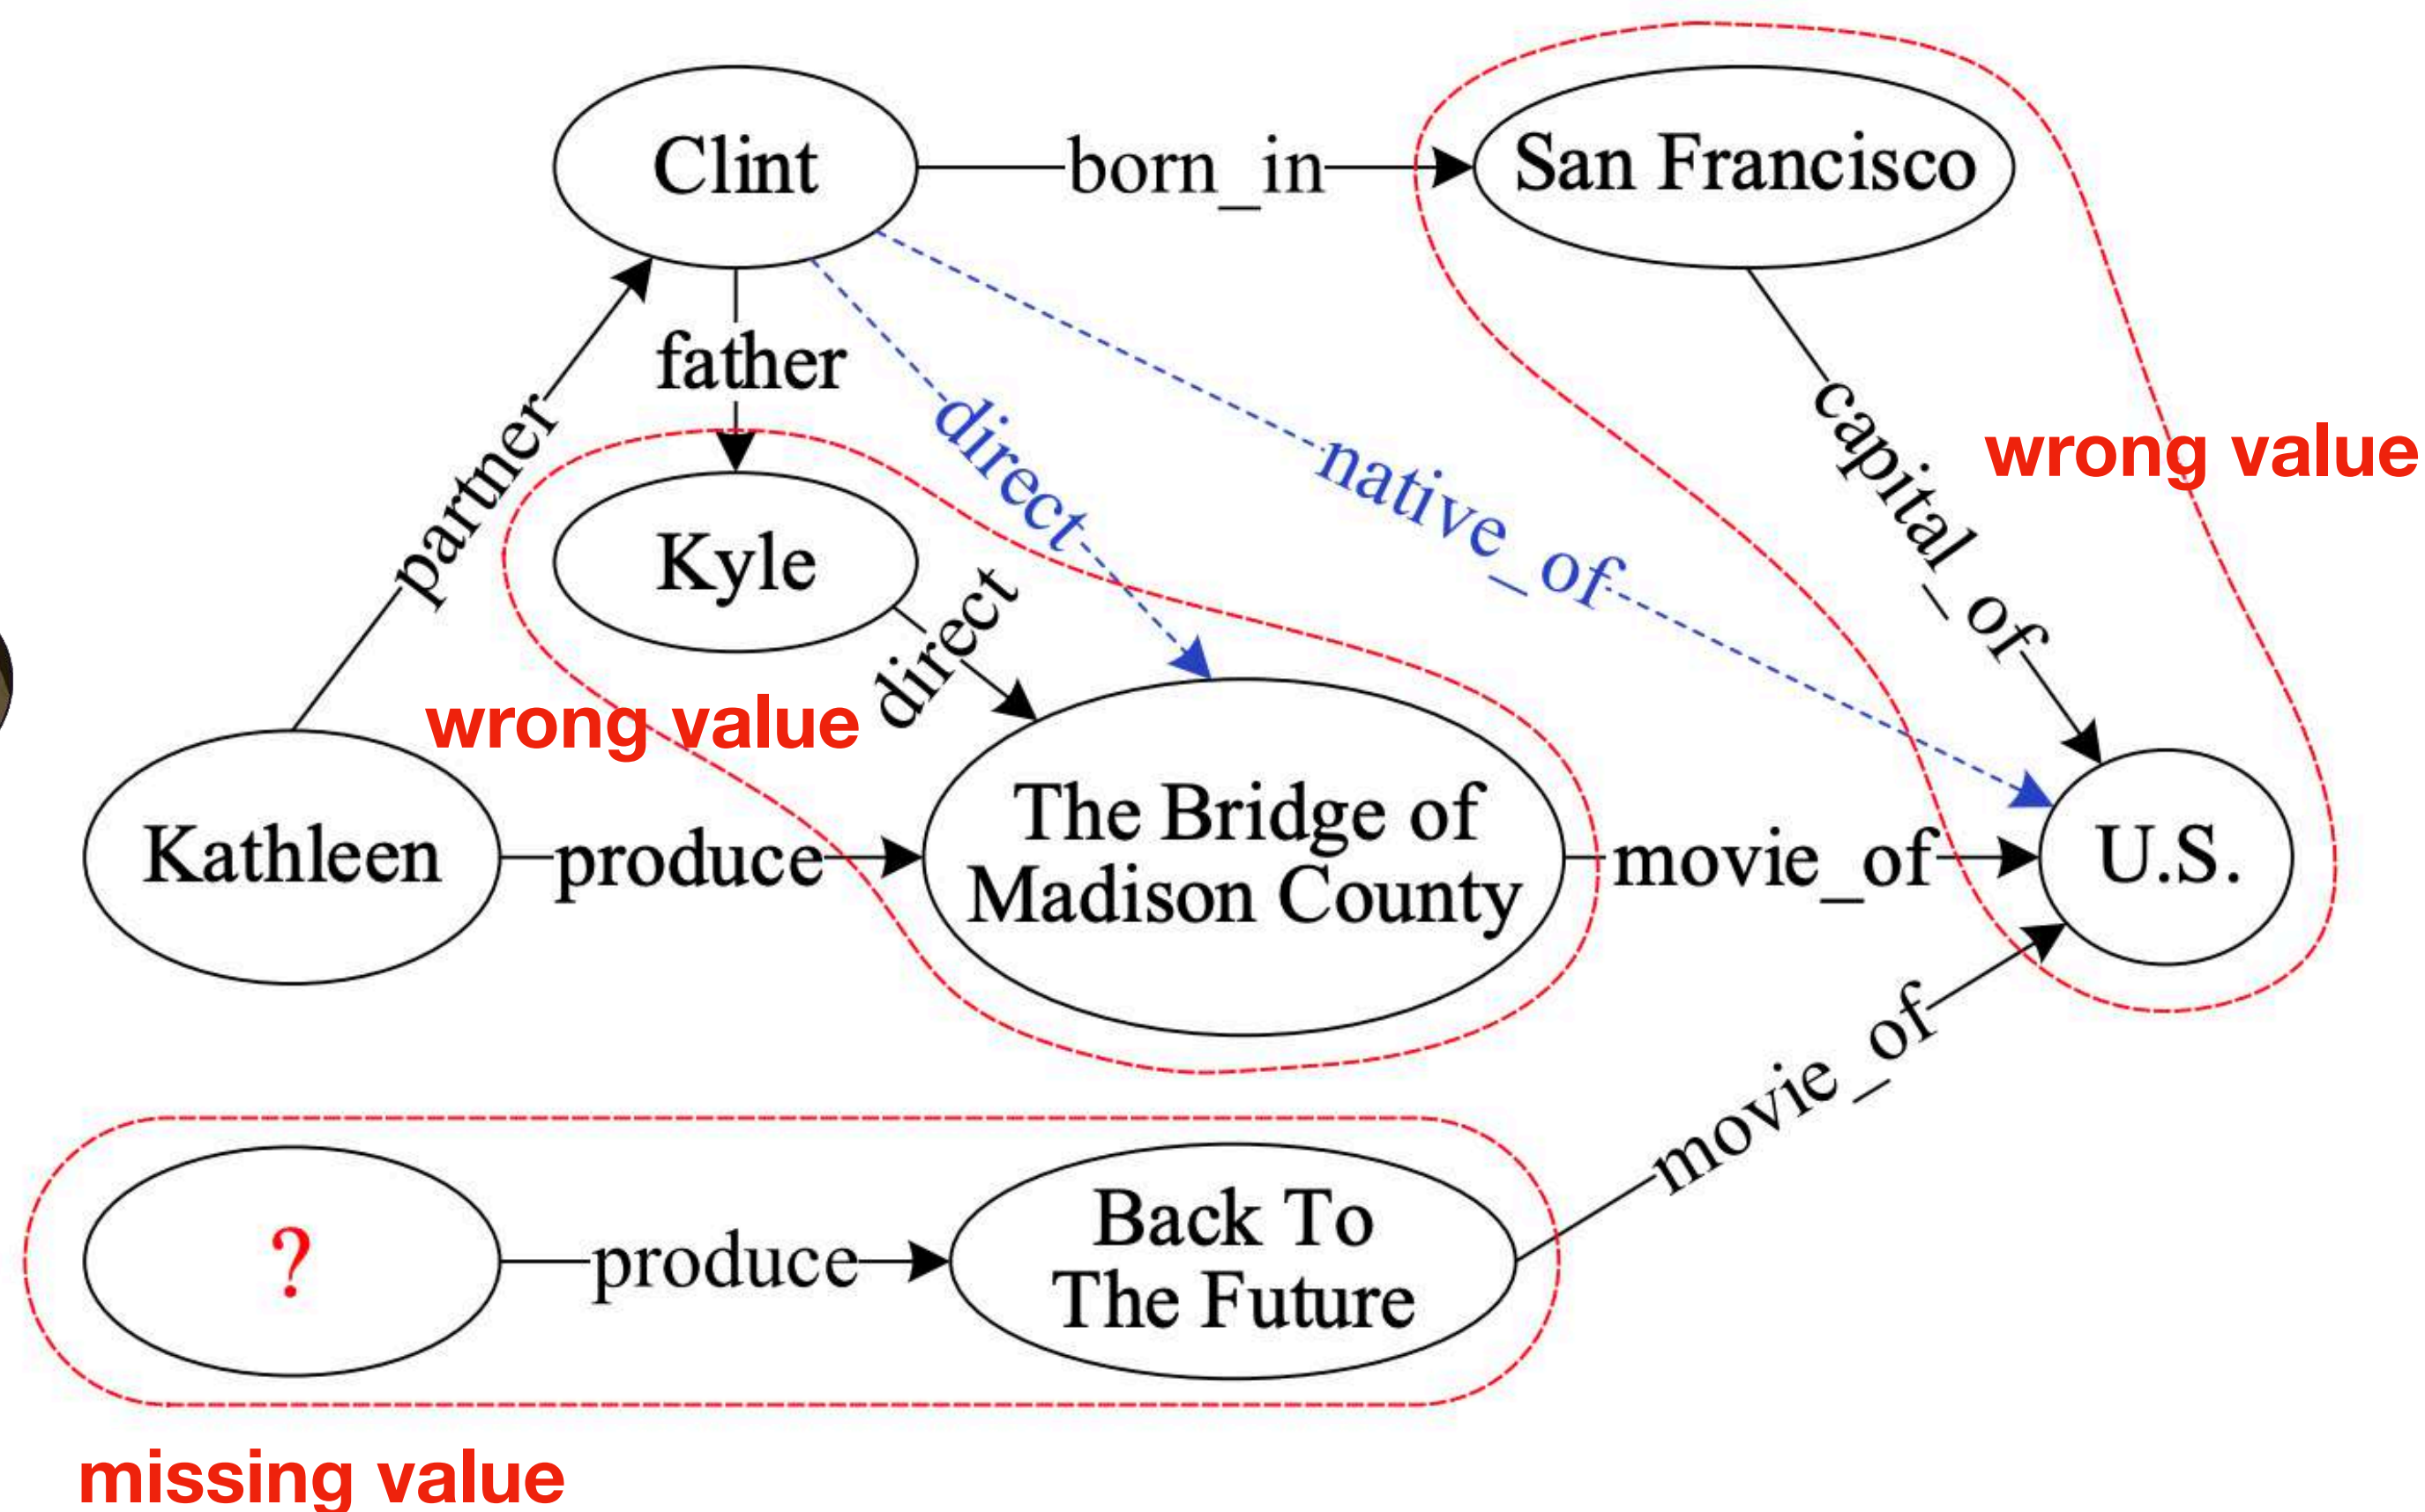 Clint
born_in
San Francisco
father
partner
direct
native_of
capital_of
wrong value
Kyle
direct
wrong value
Kathleen
produce
The Bridge of
Madison County
movie_of
U.S.
movie_of
?
produce
Back To
The Future
missing value